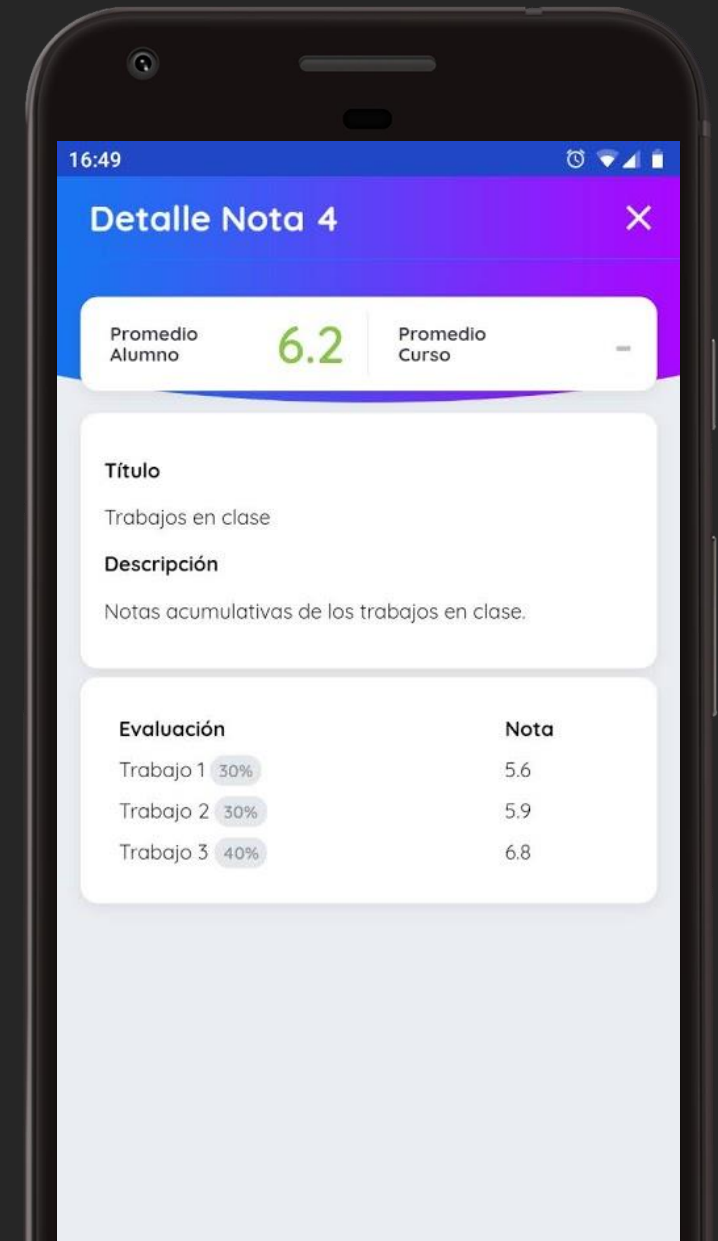 16:49
Detalle Nota 4
Promedio
Alumno
6.2
Promedio
Curso
-
Título
Trabajos en clase
Descripción
Notas acumulativas de los trabajos en clase.
Evaluación Nota
Trabajo 1 30% 5.6
Trabajo 2 30% 5.9
Trabajo 3 40% 6.8